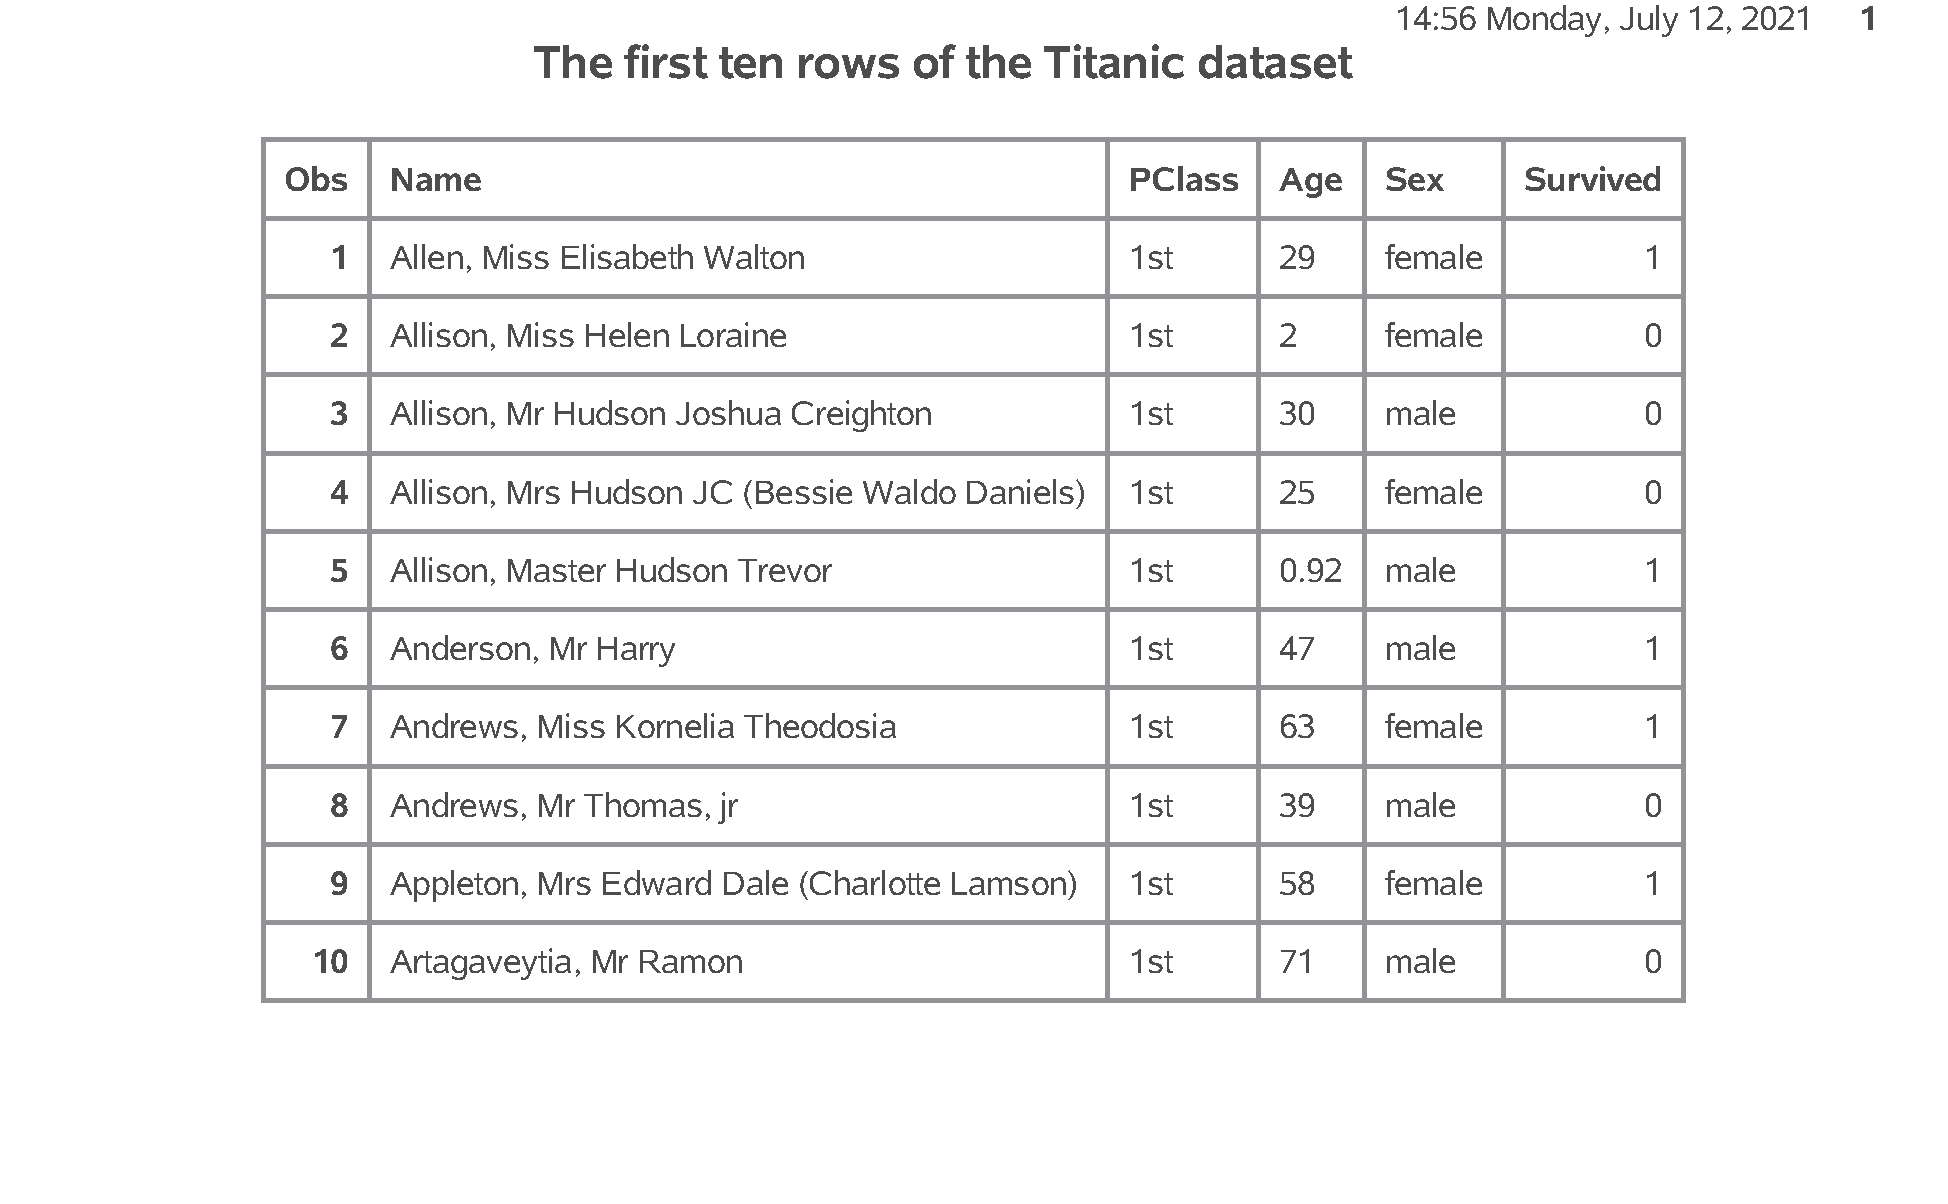 14:56 Monday, July 12, 2021 1
The first ten rows of the Titanic dataset
Obs Name PClass Age Sex Survived
1 Allen, Miss Elisabeth Walton 1st 29 female 1
2 Allison, Miss Helen Loraine 1st 2 female 0
3 Allison, Mr Hudson Joshua Creighton 1st 30 male 0
4 Allison, Mrs Hudson JC (Bessie Waldo Daniels) 1st 25 female 0
5 Allison, Master Hudson Trevor 1st 0.92 male 1
6 Anderson, Mr Harry 1st 47 male 1
7 Andrews, Miss Kornelia Theodosia 1st 63 female 1
8 Andrews, Mr Thomas, jr 1st 39 male 0
9 Appleton, Mrs Edward Dale (Charlotte Lamson) 1st 58 female 1
10 Artagaveytia, Mr Ramon 1st 71 male 0